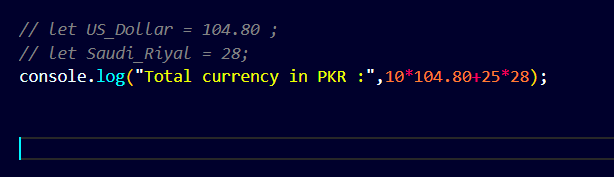 // let US_Dollar = 104.80 ;
// let Saudi_Riyal = 28;
console.log("Total currency in PKR :",10*104.80+25*28);